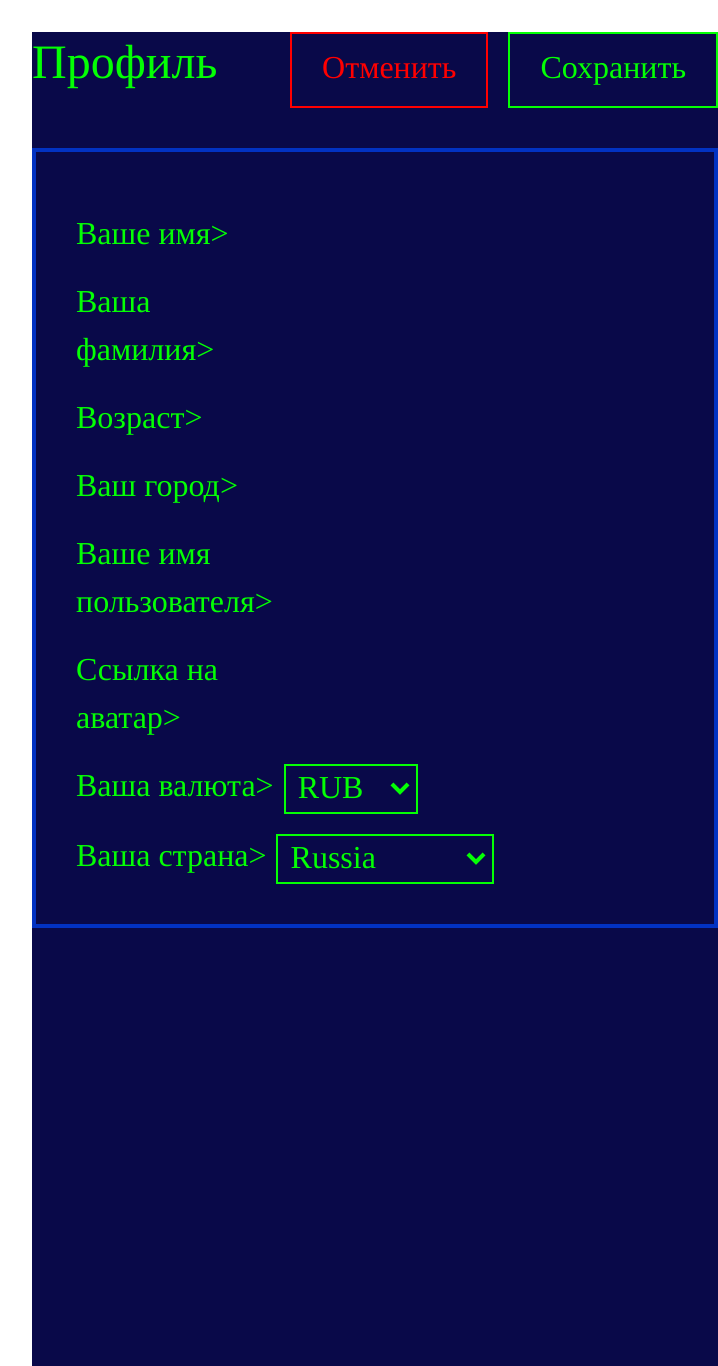 Профиль
Отменить
Сохранить
Ваше имя>
Ваша
фамилия>
Возраст>
Ваш город>
Ваше имя
пользователя>
Ссылка на
аватар>
Ваша валюта> RUB
Ваша страна> Russia